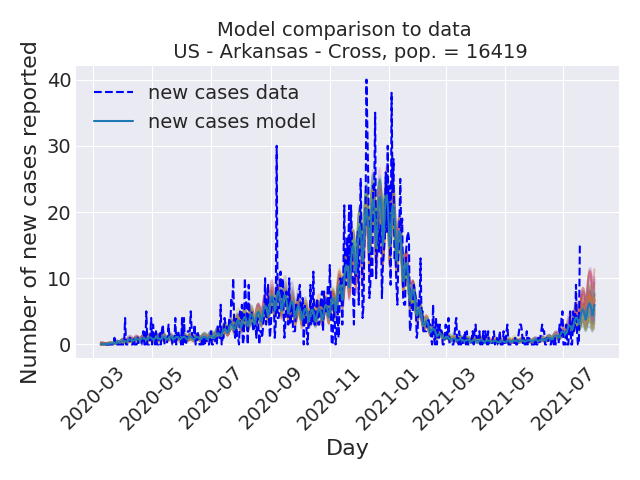 Model comparison to data
US - Arkansas - Cross, pop. = 16419
Number of new cases reported
40
30
20
10
0
new cases data
new cases model
2020-03
2020-05
2020-07
2020-09
2020-11
2021-01
2021-03
2021-05
2021-07
Day